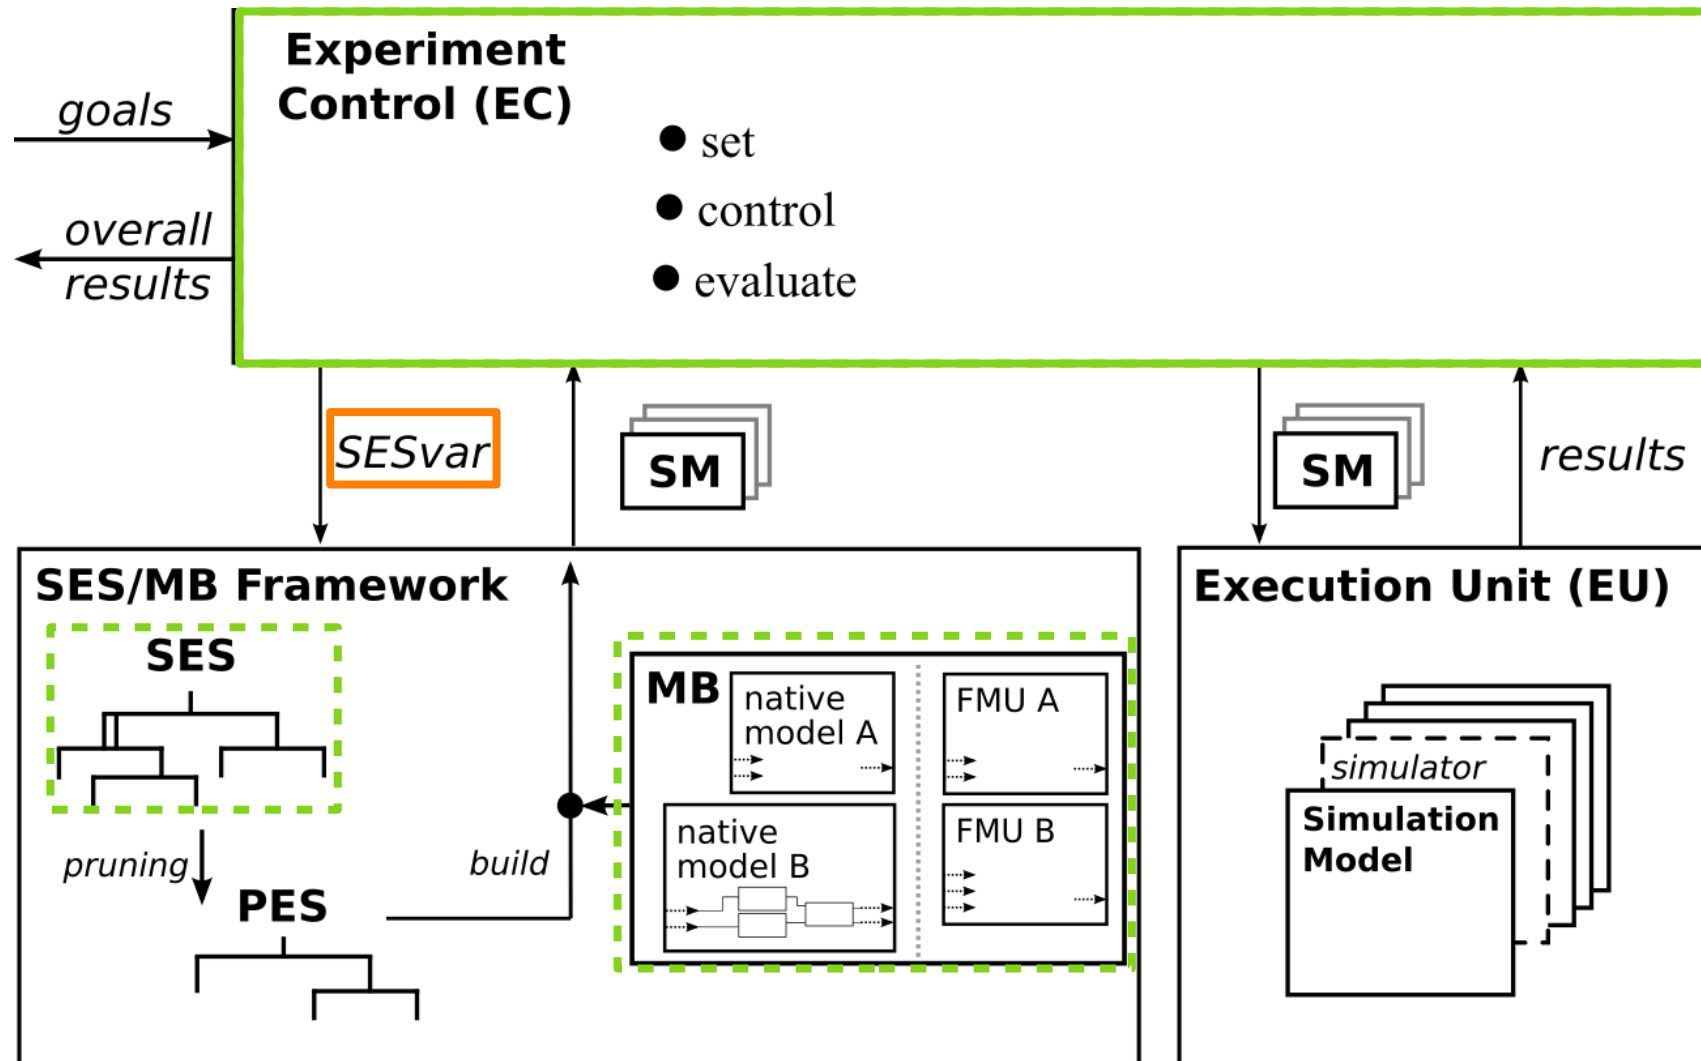 Experiment
Control (EC)
goals
overall
results
● set
● control
● evaluate
SESvar
SM
SM
results
SES/MB Framework
SES
pruning
PES
build
MB
native
model A
FMU A
native
model B
FMU B
Execution Unit (EU)
simulator
Simulation
Model